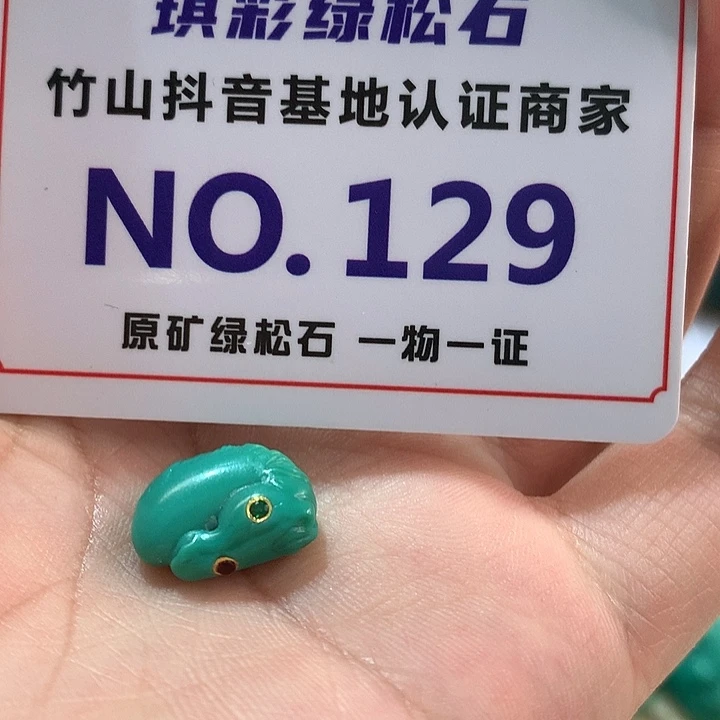 琪彩绿松石
竹山抖音基地认证商家
NO.129
原矿绿松石 一物一证